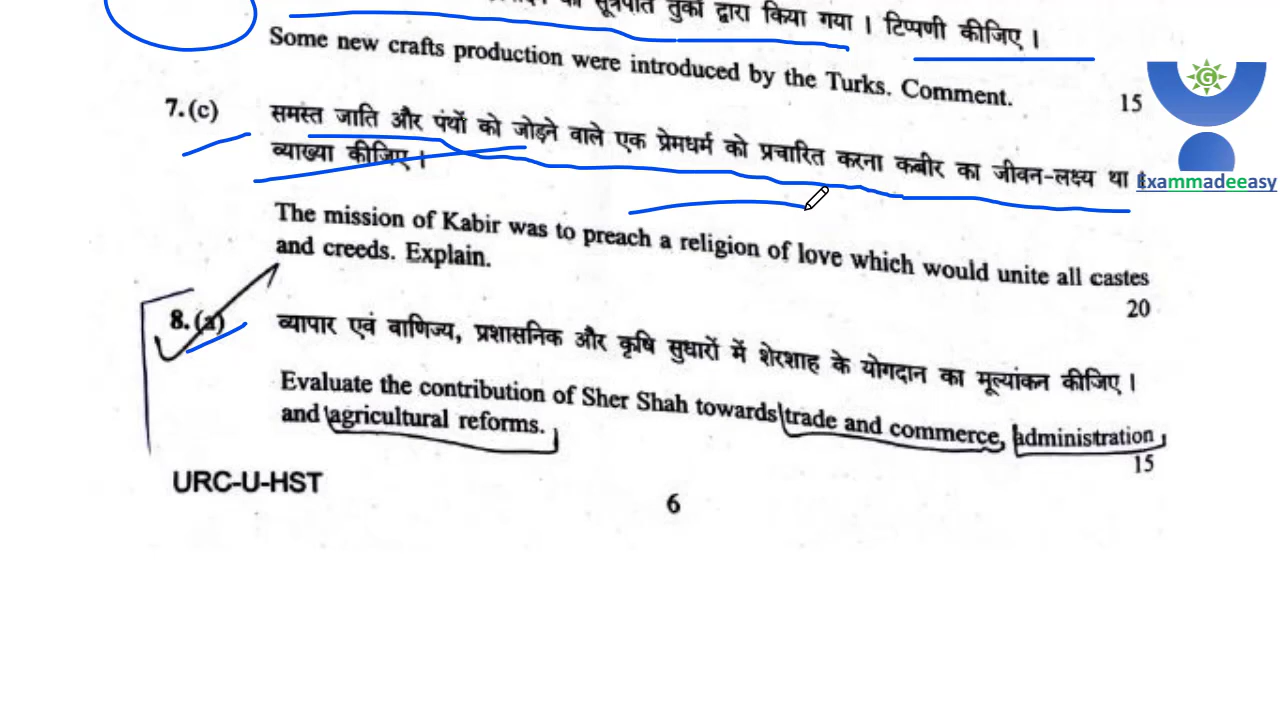 सूत्रपात तुर्कों द्वारा किया गया । टिप्पणी कीजिए ।
Some new crafts production were introduced by the Turks. Comment.
15
7.(c) समस्त जाति और पंथों को जोड़ने वाले एक प्रेमधर्म को प्रचारित करना कबीर का जीवन-लक्ष्य था ।
व्याख्या कीजिए ।
The mission of Kabir was to preach a religion of love which would unite all castes
and creeds. Explain.
20
8.(a) व्यापार एवं वाणिज्य, प्रशासनिक और कृषि सुधारों में शेरशाह के योगदान का मूल्यांकन कीजिए ।
Evaluate the contribution of Sher Shah towards trade and commerce, administration
and agricultural reforms.
15
URC-U-HST
6
G
Exammadeeasy